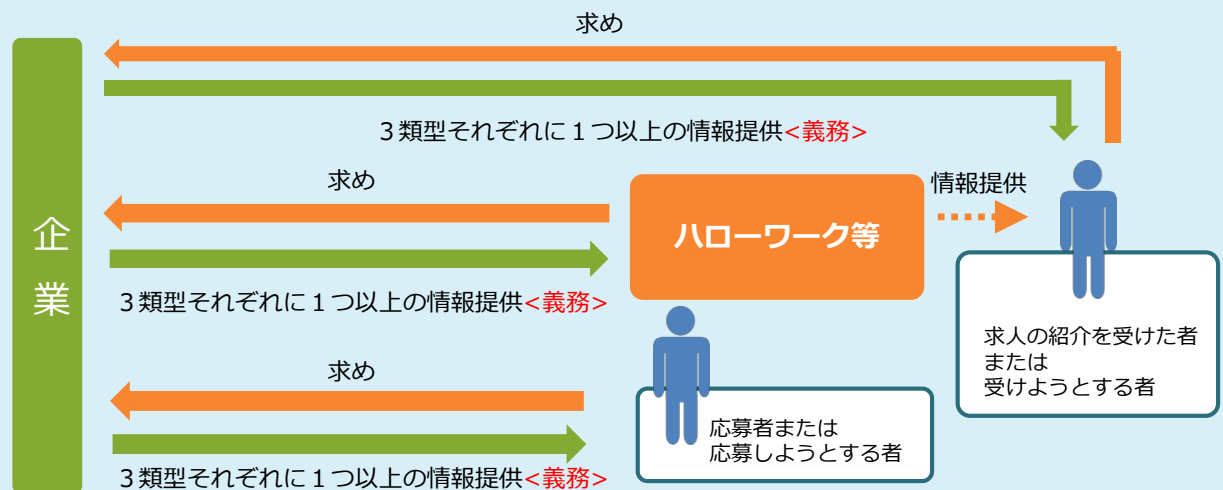 求め
３類型それぞれに１つ以上の情報提供<義務>
企業
求め
ハローワーク等
情報提供
３類型それぞれに１つ以上の情報提供<義務>
求人の紹介を受けた者
または
受けようとする者
求め
応募者または
応募しようとする者
３類型それぞれに１つ以上の情報提供<義務>